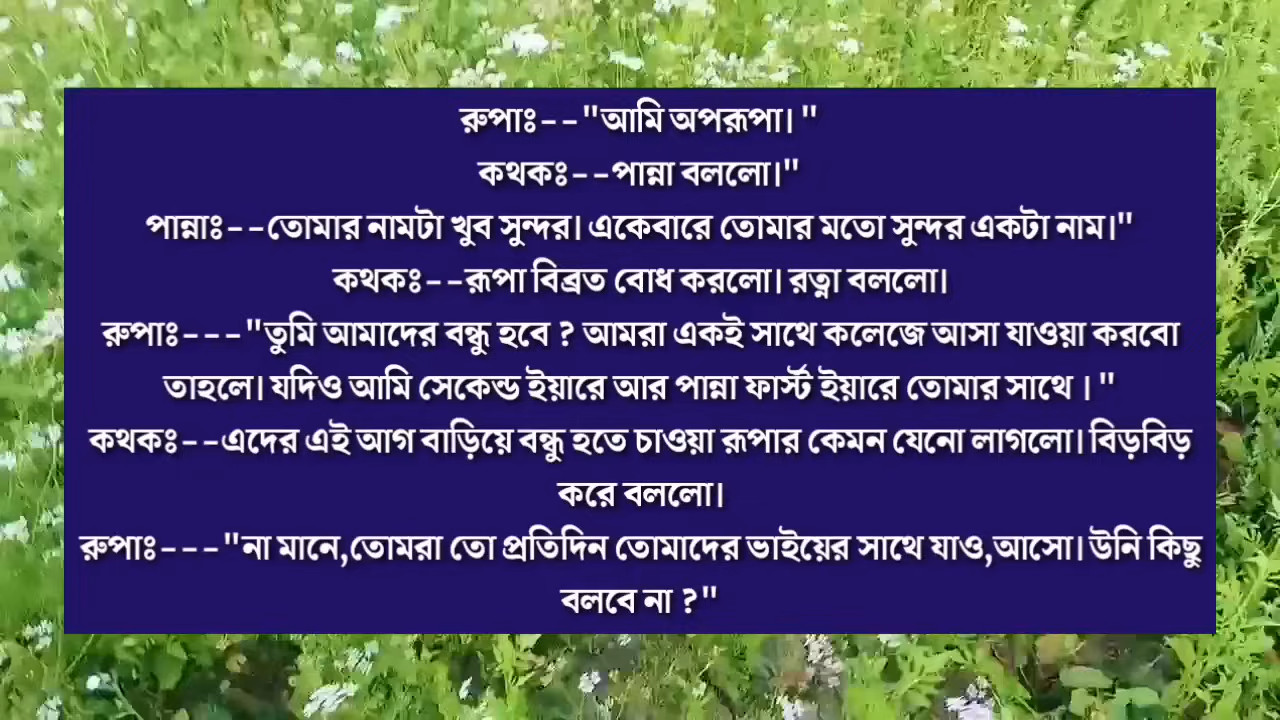 রুপাঃ--"আমি অপরূপা। "
কথকঃ--পান্না বললো।"
পান্নাঃ--তোমার নামটা খুব সুন্দর। একেবারে তোমার মতো সুন্দর একটা নাম।"
কথকঃ--রূপা বিব্রত বোধ করলো। রত্না বললো।
রুপাঃ---"তুমি আমাদের বন্ধু হবে ? আমরা একই সাথে কলেজে আসা যাওয়া করবো
তাহলে। যদিও আমি সেকেন্ড ইয়ারে আর পান্না ফার্স্ট ইয়ারে তোমার সাথে । "
কথকঃ--এদের এই আগ বাড়িয়ে বন্ধু হতে চাওয়া রূপার কেমন যেনো লাগলো। বিড়বিড়
করে বললো।
রুপাঃ---"না মানে,তোমরা তো প্রতিদিন তোমাদের ভাইয়ের সাথে যাও,আসো। উনি কিছু
বলবে না ?"